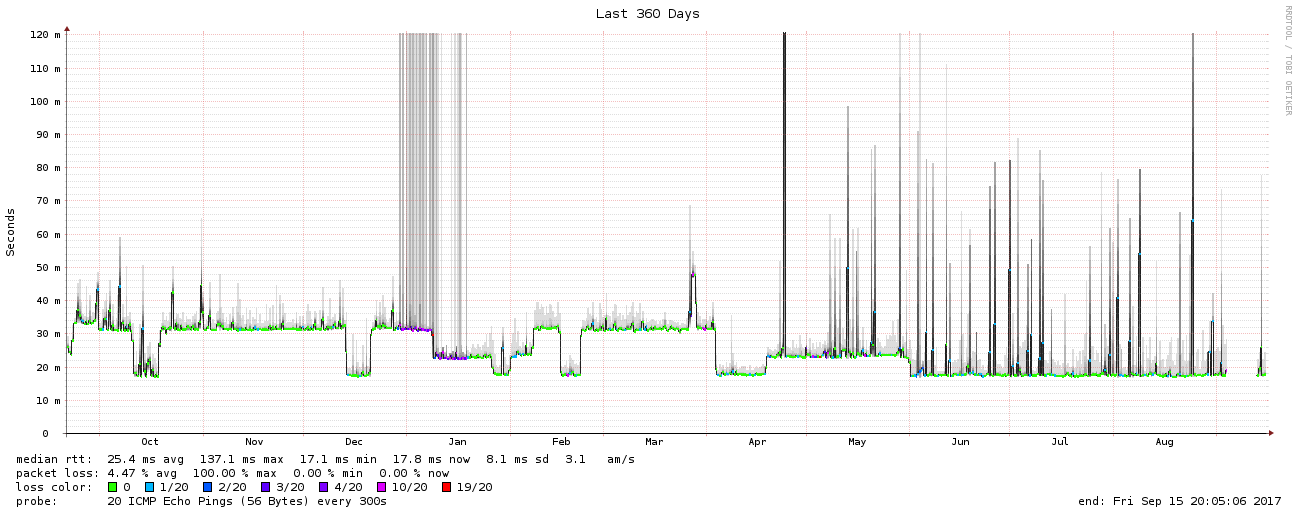 Last 360 Days
RRDTOOL / TOBI OETIKER
Seconds
120 m
110 m
100 m
90 m
80 m
70 m
60 m
50 m
40 m
30 m
20 m
10 m
0
Oct Nov Dec Jan Feb Mar Apr May Jun Jul Aug
median rtt: 25.4 ms avg 137.1 ms max 17.1 ms min 17.8 ms now 8.1 ms sd 3.1 am/s
packet loss: 4.47 % avg 100.00 % max 0.00 % min 0.00 % now
loss color: 0 1/20 2/20 3/20 4/20 10/20 19/20
probe: 20 ICMP Echo Pings (56 Bytes) every 300s end: Fri Sep 15 20:05:06 2017